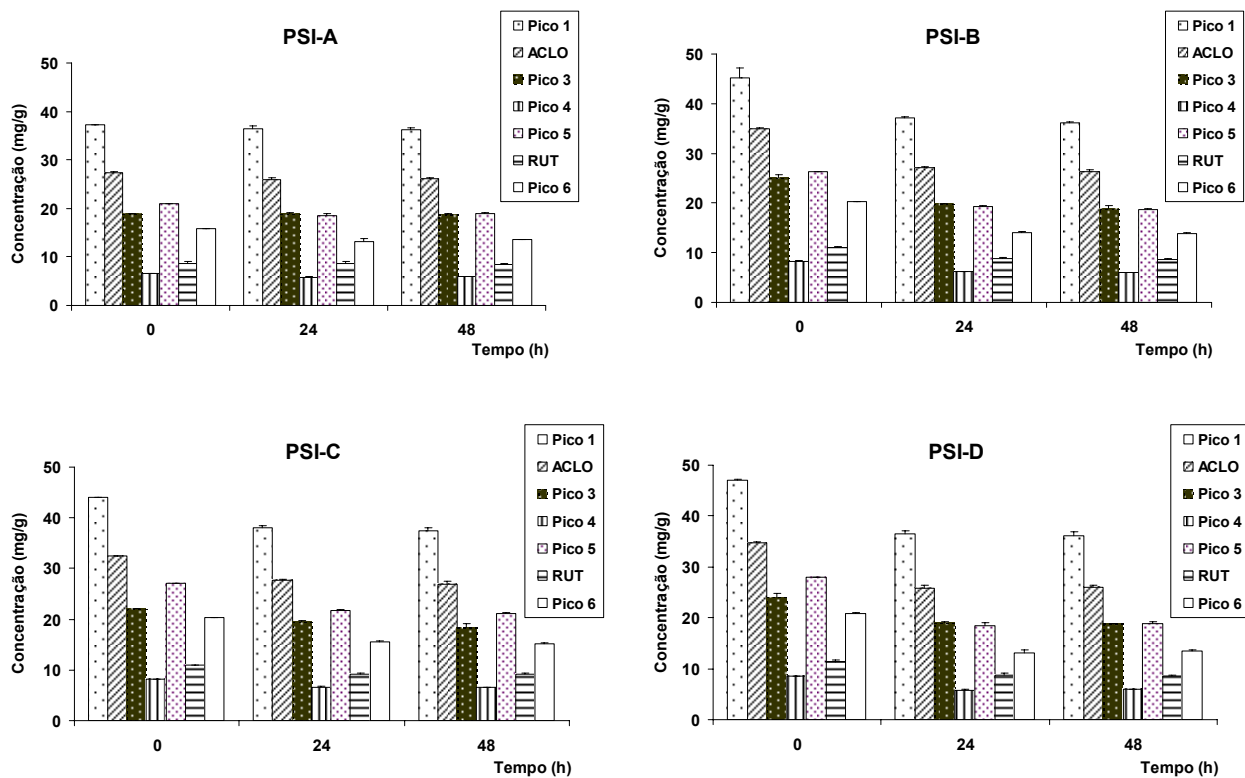 PSI-A
Concentração (mg/g)
50
40
30
20
10
0
0
24
48
Tempo (h)
Pico 1
ACLO
Pico 3
Pico 4
Pico 5
RUT
Pico 6
PSI-B
Concentração (mg/g)
50
40
30
20
10
0
0
24
48
Tempo (h)
Pico 1
ACLO
Pico 3
Pico 4
Pico 5
RUT
Pico 6
PSI-C
Concentração (mg/g)
50
40
30
20
10
0
0
24
48
Tempo (h)
Pico 1
ACLO
Pico 3
Pico 4
Pico 5
RUT
Pico 6
PSI-D
Concentração (mg/g)
50
40
30
20
10
0
0
24
48
Tempo (h)
Pico 1
ACLO
Pico 3
Pico 4
Pico 5
RUT
Pico 6